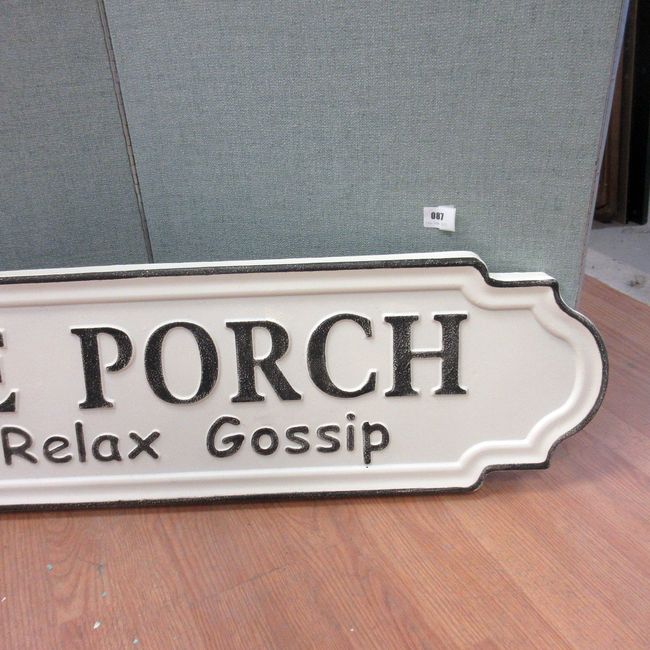 087
E PORCH
Relax Gossip